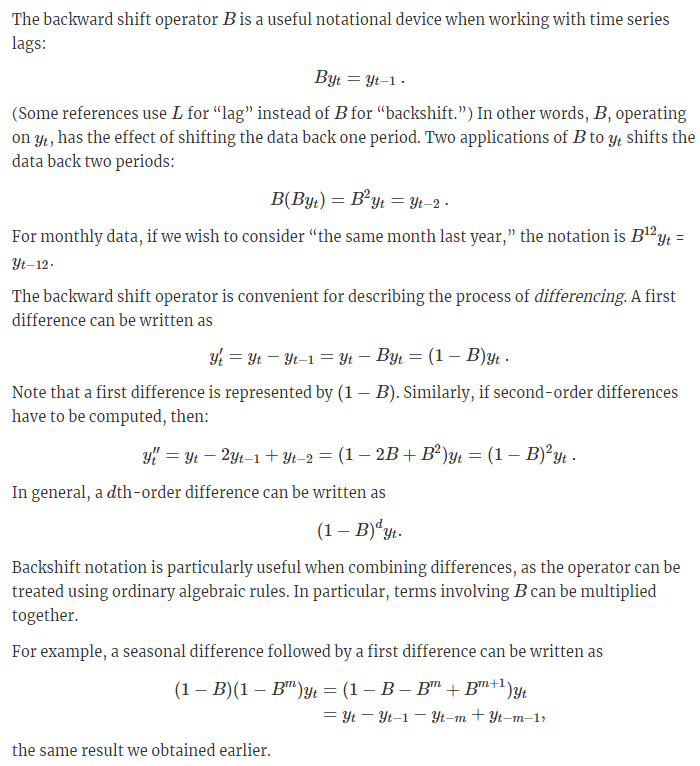 The backward shift operator B is a useful notational device when working with time series
lags:
By_t = y_{t−1} .
(Some references use L for “lag” instead of B for “backshift.”) In other words, B, operating
on y_t, has the effect of shifting the data back one period. Two applications of B to y_t shifts the
data back two periods:
B(By_t) = B²y_t = y_{t−2} .
For monthly data, if we wish to consider “the same month last year,” the notation is B¹²y_t =
y_{t−12}.
The backward shift operator is convenient for describing the process of differencing. A first
difference can be written as
y′_t = y_t − y_{t−1} = y_t − By_t = (1 − B)y_t .
Note that a first difference is represented by (1 − B). Similarly, if second-order differences
have to be computed, then:
y″_t = y_t − 2y_{t−1} + y_{t−2} = (1 − 2B + B²)y_t = (1 − B)²y_t .
In general, a dth-order difference can be written as
(1 − B)^d y_t.
Backshift notation is particularly useful when combining differences, as the operator can be
treated using ordinary algebraic rules. In particular, terms involving B can be multiplied
together.
For example, a seasonal difference followed by a first difference can be written as
(1 − B)(1 − B^m)y_t = (1 − B − B^m + B^{m+1})y_t
= y_t − y_{t−1} − y_{t−m} + y_{t−m−1},
the same result we obtained earlier.